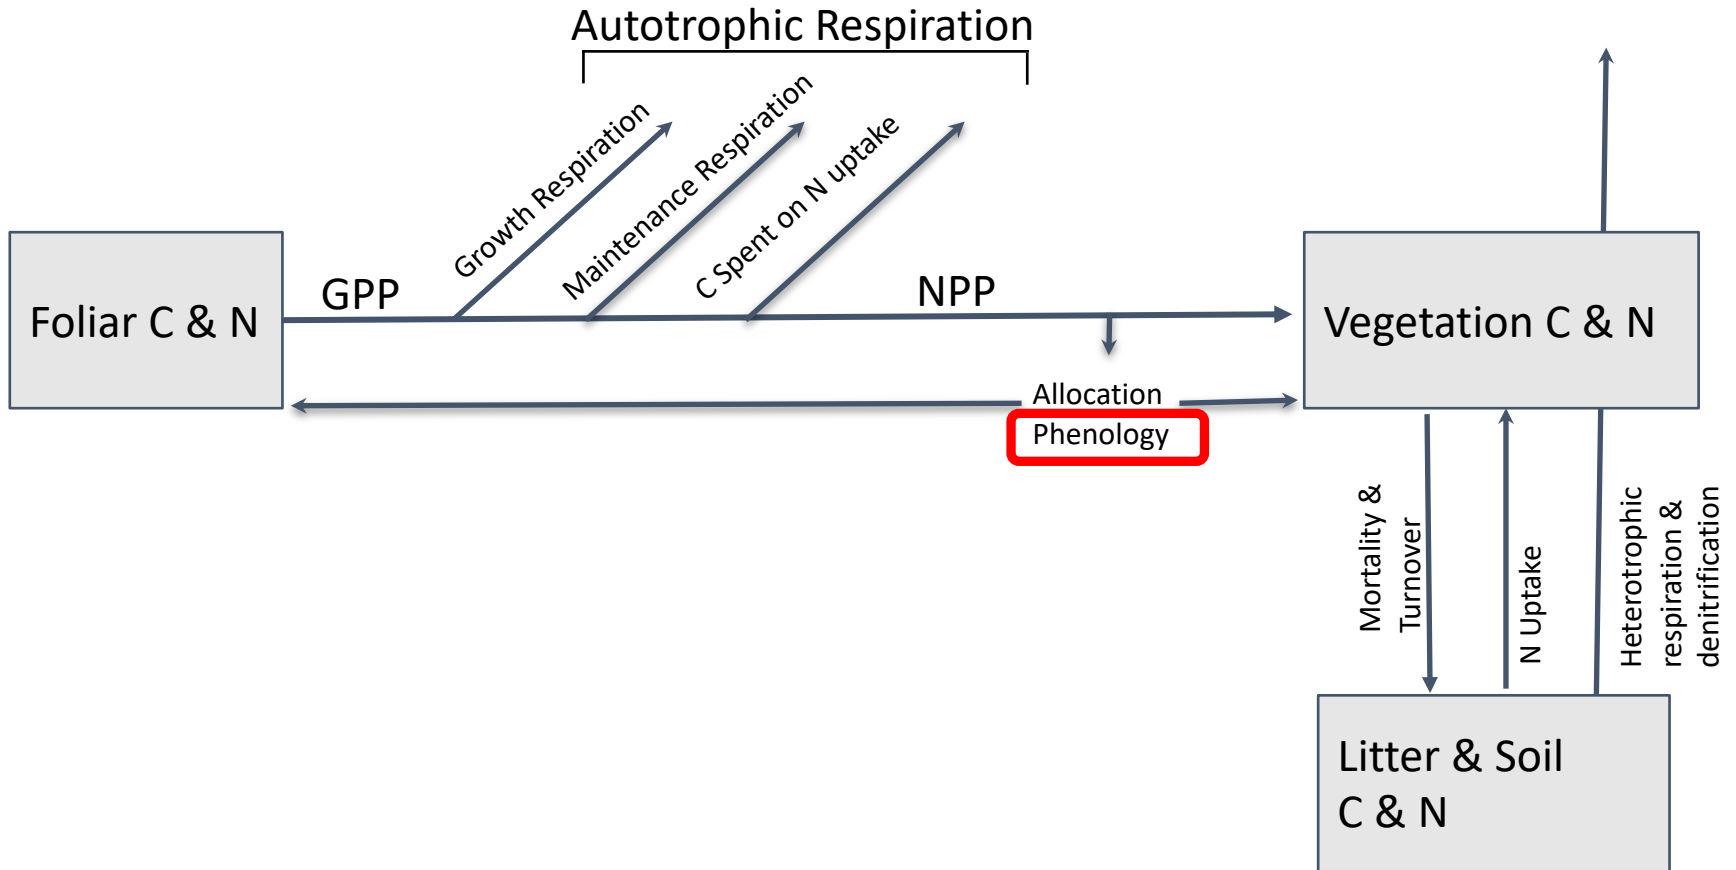 Autotrophic Respiration
Growth Respiration
Maintenance Respiration
C Spent on N uptake
Foliar C & N
GPP
NPP
Vegetation C & N
Allocation
Phenology
Mortality &
Turnover
N Uptake
Heterotrophic
respiration &
denitrification
Litter & Soil
C & N